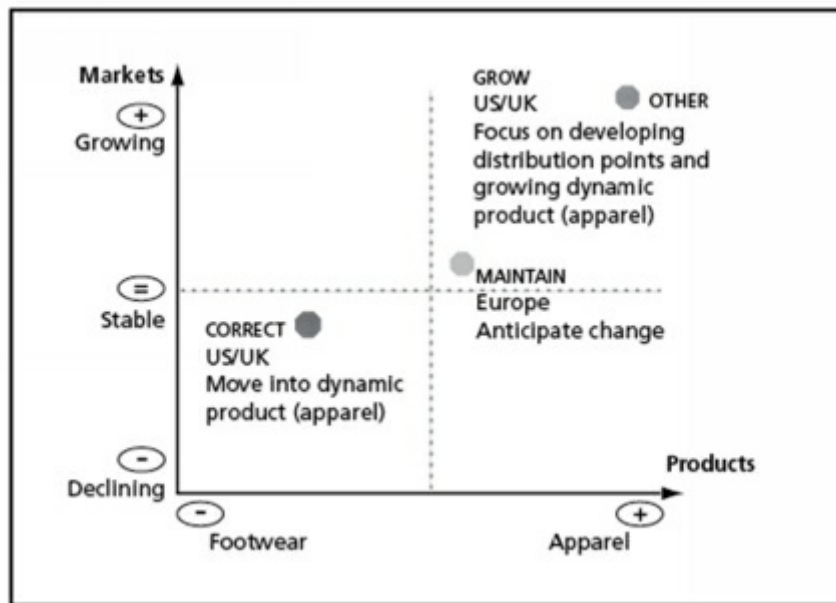 Markets
+
Growing
=
Stable
-
Declining
GROW
US/UK
OTHER
Focus on developing
distribution points and
growing dynamic
product (apparel)
MAINTAIN
Europe
Anticipate change
CORRECT
US/UK
Move into dynamic
product (apparel)
Products
-
Footwear
+
Apparel